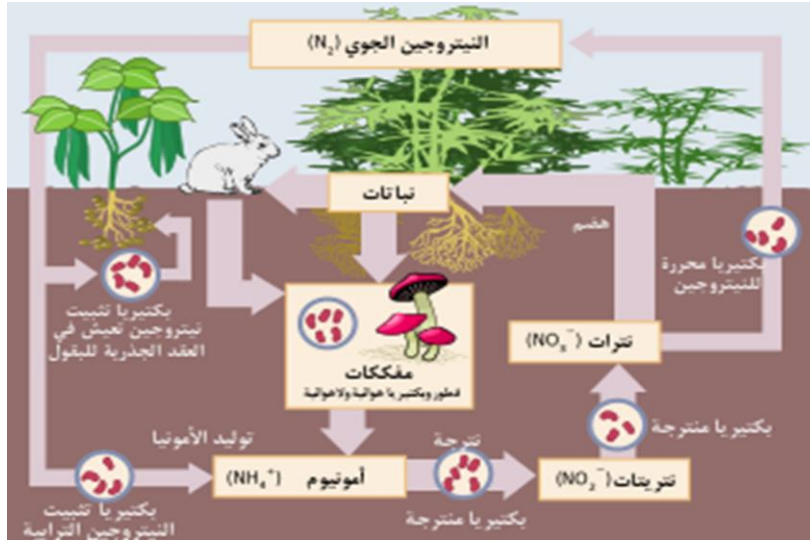 النيتروجين الجوي (N₂)
نباتات
هضم
بكتيريا محررة
للنيتروجين
بكتيريا تثبيت
نيتروجين تعيش في
العقد الجذرية للبقول
نترات (NO₃⁻)
مفككات
فطور وبكتيريا هوائية ولاهوائية
بكتيريا منترجة
توليد الأمونيا
نترجة
أمونيوم (NH₄⁺)
نتريتات (NO₂⁻)
بكتيريا تثبيت
النيتروجين الترابية
بكتيريا منترجة